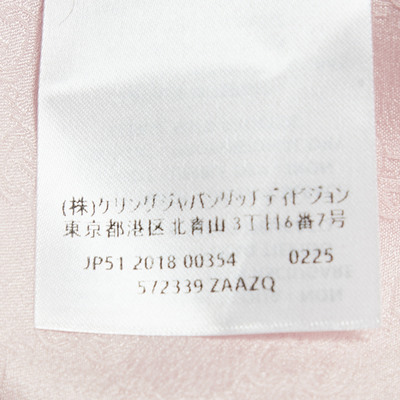 (株)ケリングジャパングッチディビジョン
東京都港区北青山3丁目6番7号
JP51 2018 00354 0225
572339 ZAAZQ